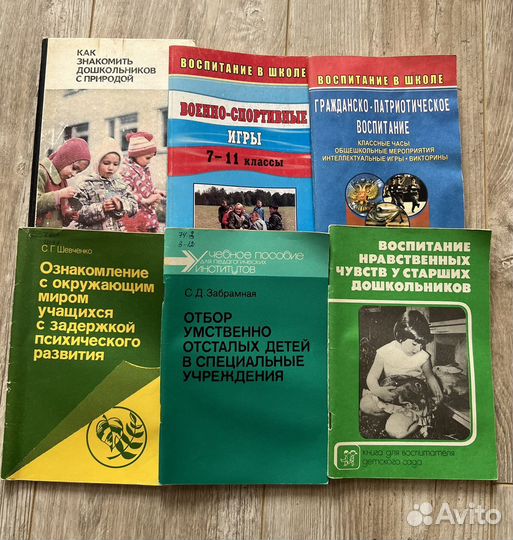 КАК
ЗНАКОМИТЬ
ДОШКОЛЬНИКОВ
С ПРИРОДОЙ
ВОСПИТАНИЕ В ШКОЛЕ
ВОЕННО-СПОРТИВНЫЕ
ИГРЫ
7–11 классы
ВОСПИТАНИЕ В ШКОЛЕ
ГРАЖДАНСКО-ПАТРИОТИЧЕСКОЕ
ВОСПИТАНИЕ
КЛАССНЫЕ ЧАСЫ
ОБЩЕШКОЛЬНЫЕ МЕРОПРИЯТИЯ
ИНТЕЛЛЕКТУАЛЬНЫЕ ИГРЫ • ВИКТОРИНЫ
С. Г. Шевченко
Ознакомление
с окружающим
миром
учащихся
с задержкой
психического
развития
учебное пособие
для педагогических
институтов
С. Д. Забрамная
ОТБОР
УМСТВЕННО
ОТСТАЛЫХ ДЕТЕЙ
В СПЕЦИАЛЬНЫЕ
УЧРЕЖДЕНИЯ
ВОСПИТАНИЕ
НРАВСТВЕННЫХ
ЧУВСТВ У СТАРШИХ
ДОШКОЛЬНИКОВ
книга для воспитателя
детского сада
Avito